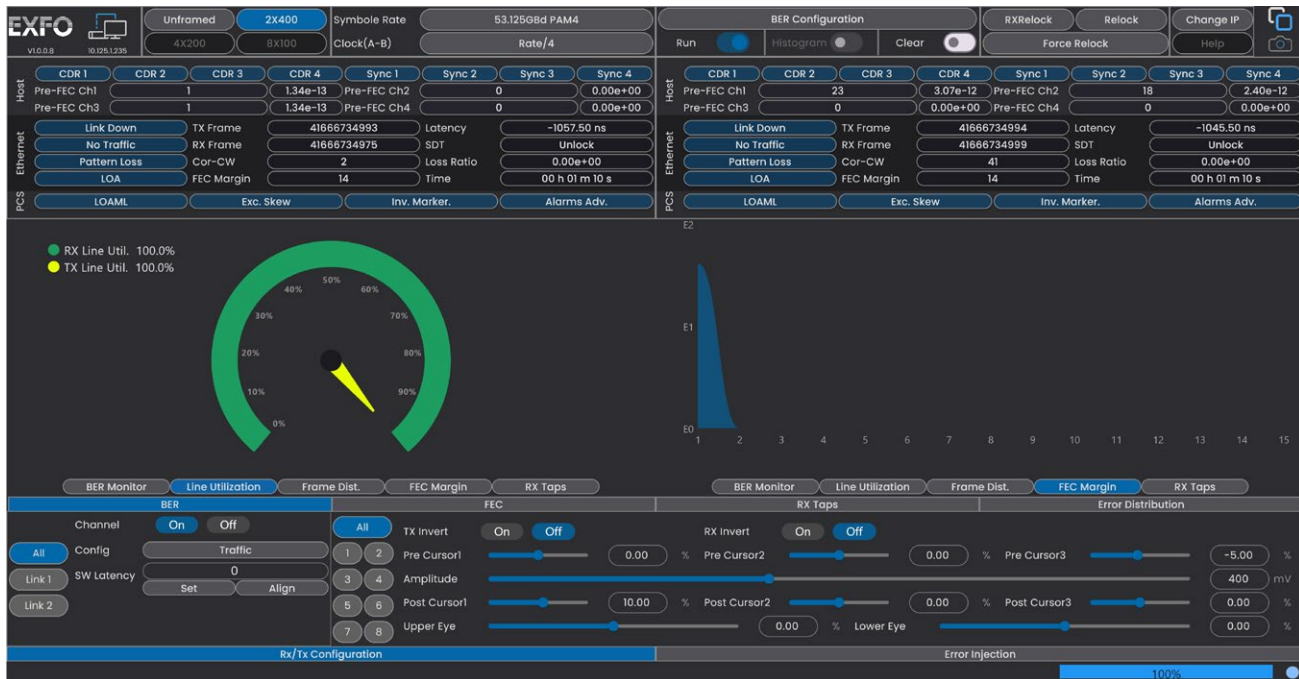 EXFO Unframed 2X400 Symbole Rate 53.125GBd PAM4 BER Configuration RXRelock Relock Change IP
V1.0.0.8 10.125.1.235 4X200 8X100 Clock(A-B) Rate/4 Run Histogram Clear Force Relock Help
Host CDR 1 CDR 2 CDR 3 CDR 4 Sync 1 Sync 2 Sync 3 Sync 4
Pre-FEC Ch1 1 1.34e-13 Pre-FEC Ch2 0 0.00e+00
Pre-FEC Ch3 1 1.34e-13 Pre-FEC Ch4 0 0.00e+00
Ethernet Link Down TX Frame 41666734993 Latency -1057.50 ns
No Traffic RX Frame 41666734975 SDT Unlock
Pattern Loss Cor-CW 2 Loss Ratio 0.00e+00
LOA FEC Margin 14 Time 00 h 01 m 10 s
PCS LOAML Exc. Skew Inv. Marker. Alarms Adv.
Host CDR 1 CDR 2 CDR 3 CDR 4 Sync 1 Sync 2 Sync 3 Sync 4
Pre-FEC Ch1 23 3.07e-12 Pre-FEC Ch2 18 2.40e-12
Pre-FEC Ch3 0 0.00e+00 Pre-FEC Ch4 0 0.00e+00
Ethernet Link Down TX Frame 41666734994 Latency -1045.50 ns
No Traffic RX Frame 41666734999 SDT Unlock
Pattern Loss Cor-CW 41 Loss Ratio 0.00e+00
LOA FEC Margin 14 Time 00 h 01 m 10 s
PCS LOAML Exc. Skew Inv. Marker. Alarms Adv.
RX Line Util. 100.0%
TX Line Util. 100.0%
50%
40% 60%
30% 70%
20% 80%
10% 90%
0%
BER Monitor Line Utilization Frame Dist. FEC Margin RX Taps
E2
E1
E0
1 2 3 4 5 6 7 8 9 10 11 12 13 14 15
BER Monitor Line Utilization Frame Dist. FEC Margin RX Taps
BER FEC RX Taps Error Distribution
Channel On Off
All Config Traffic
Link 1 SW Latency 0
Set Align
Link 2
All TX Invert On Off RX Invert On Off
1 2 Pre Cursor1 0.00 % Pre Cursor2 0.00 % Pre Cursor3 -5.00 %
3 4 Amplitude 400 mV
5 6 Post Cursor1 10.00 % Post Cursor2 0.00 % Post Cursor3 0.00 %
7 8 Upper Eye 0.00 % Lower Eye 0.00 %
Rx/Tx Configuration Error Injection
100%